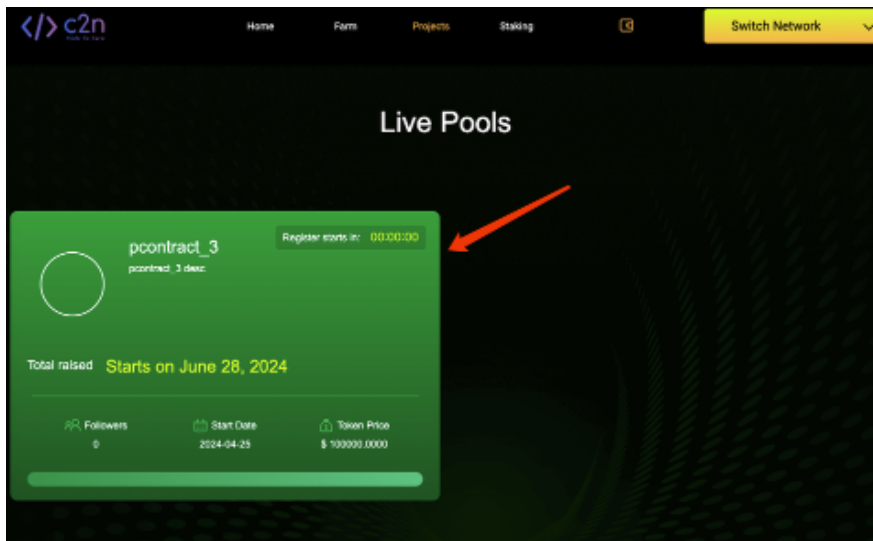 </> c2n
Home
Farm
Projects
Staking
Switch Network
Live Pools
pcontract_3
Register starts in: 00:00:00
pcontract_3 desc
Total raised Starts on June 28, 2024
Followers
Start Date
Token Price
0
2024-04-25
$ 100000.0000